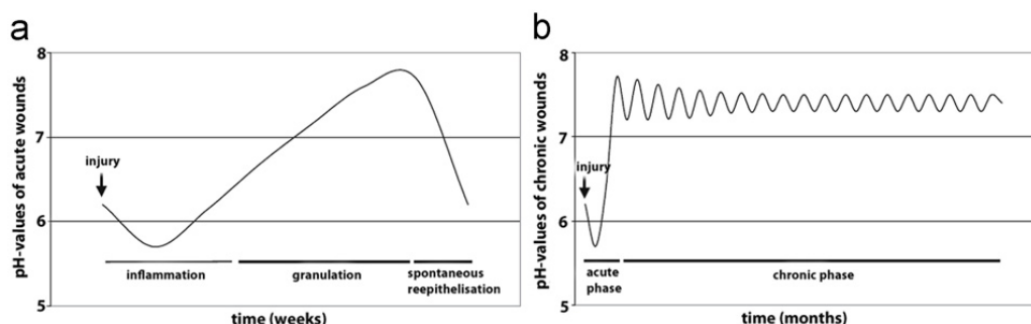 a
pH-values of acute wounds
8
7
6
5
injury
inflammation
granulation
spontaneous
reepithelisation
time (weeks)
b
pH-values of chronic wounds
8
7
6
5
injury
acute
phase
chronic phase
time (months)